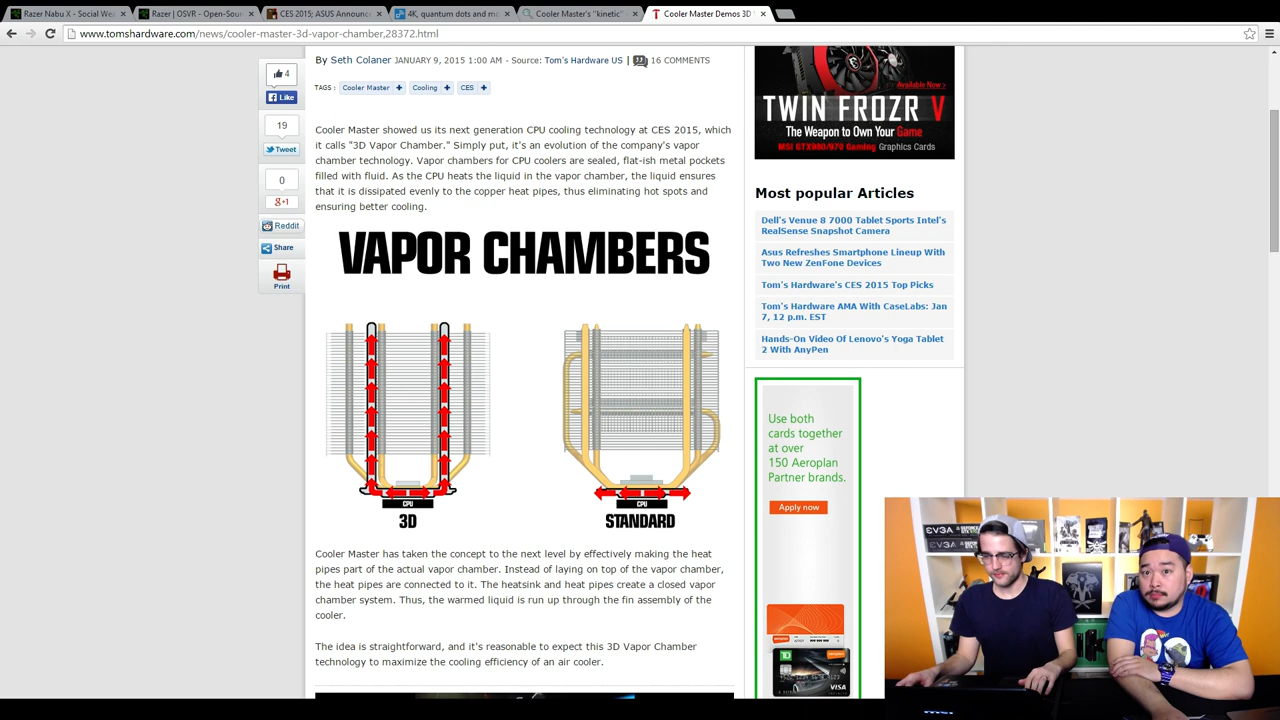 Razer Nabu X - Social Wea
Razer | OSVR - Open-Sou
CES 2015; ASUS Announc
4K, quantum dots and mo
Cooler Master's "kinetic"
Cooler Master Demos 3D
www.tomshardware.com/news/cooler-master-3d-vapor-chamber,28372.html
By Seth Colaner JANUARY 9, 2015 1:00 AM - Source: Tom's Hardware US | 16 COMMENTS
TAGS : Cooler Master + Cooling + CES +
4
Like
19
Tweet
0
g+1
Reddit
Share
Print
Cooler Master showed us its next generation CPU cooling technology at CES 2015, which
it calls "3D Vapor Chamber." Simply put, it's an evolution of the company's vapor
chamber technology. Vapor chambers for CPU coolers are sealed, flat-ish metal pockets
filled with fluid. As the CPU heats the liquid in the vapor chamber, the liquid ensures
that it is dissipated evenly to the copper heat pipes, thus eliminating hot spots and
ensuring better cooling.
VAPOR CHAMBERS
CPU
3D
CPU
STANDARD
Cooler Master has taken the concept to the next level by effectively making the heat
pipes part of the actual vapor chamber. Instead of laying on top of the vapor chamber,
the heat pipes are connected to it. The heatsink and heat pipes create a closed vapor
chamber system. Thus, the warmed liquid is run up through the fin assembly of the
cooler.
The idea is straightforward, and it's reasonable to expect this 3D Vapor Chamber
technology to maximize the cooling efficiency of an air cooler.
Available Now >
TWIN FROZR V
The Weapon to Own Your Game
MSI GTX980/970 Gaming Graphics Cards
Most popular Articles
Dell's Venue 8 7000 Tablet Sports Intel's
RealSense Snapshot Camera
Asus Refreshes Smartphone Lineup With
Two New ZenFone Devices
Tom's Hardware's CES 2015 Top Picks
Tom's Hardware AMA With CaseLabs: Jan
7, 12 p.m. EST
Hands-On Video Of Lenovo's Yoga Tablet
2 With AnyPen
Use both
cards together
at over
150 Aeroplan
Partner brands.
Apply now
TD
VISA
EVGA